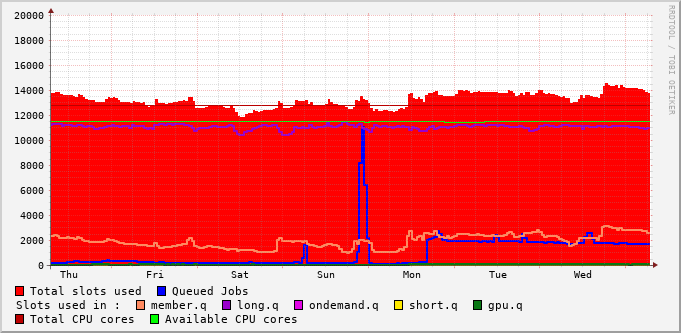 20000
18000
16000
14000
12000
10000
8000
6000
4000
2000
0
Thu Fri Sat Sun Mon Tue Wed
RRDTOOL / TOBI OETIKER
Total slots used Queued Jobs
Slots used in : member.q long.q ondemand.q short.q gpu.q
Total CPU cores Available CPU cores